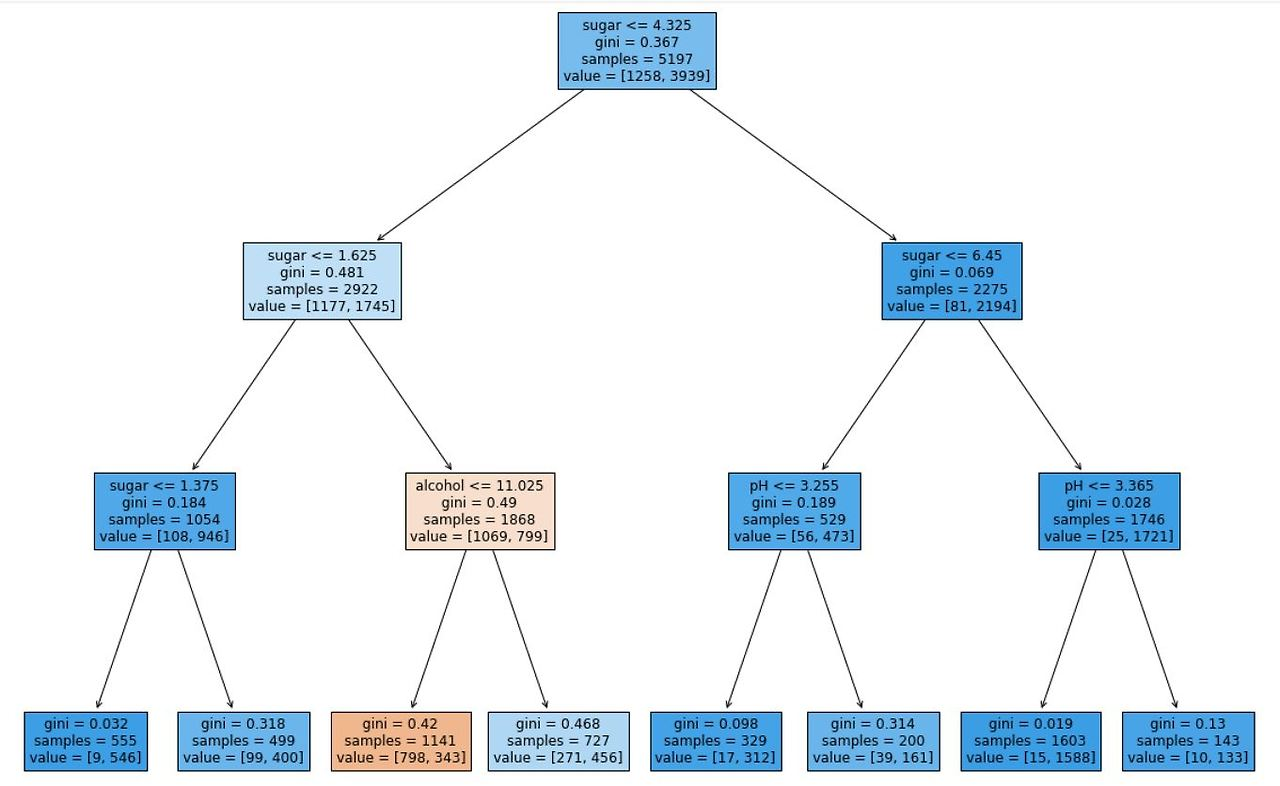 sugar <= 4.325
gini = 0.367
samples = 5197
value = [1258, 3939]
sugar <= 1.625
gini = 0.481
samples = 2922
value = [1177, 1745]
sugar <= 6.45
gini = 0.069
samples = 2275
value = [81, 2194]
sugar <= 1.375
gini = 0.184
samples = 1054
value = [108, 946]
alcohol <= 11.025
gini = 0.49
samples = 1868
value = [1069, 799]
pH <= 3.255
gini = 0.189
samples = 529
value = [56, 473]
pH <= 3.365
gini = 0.028
samples = 1746
value = [25, 1721]
gini = 0.032
samples = 555
value = [9, 546]
gini = 0.318
samples = 499
value = [99, 400]
gini = 0.42
samples = 1141
value = [798, 343]
gini = 0.468
samples = 727
value = [271, 456]
gini = 0.098
samples = 329
value = [17, 312]
gini = 0.314
samples = 200
value = [39, 161]
gini = 0.019
samples = 1603
value = [15, 1588]
gini = 0.13
samples = 143
value = [10, 133]